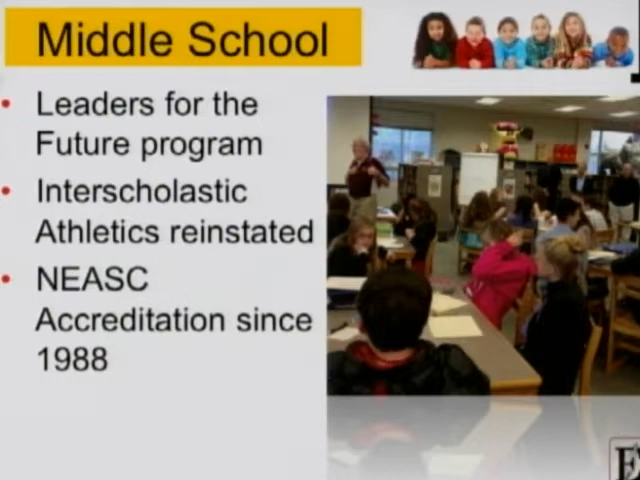 Middle School
• Leaders for the
Future program
• Interscholastic
Athletics reinstated
• NEASC
Accreditation since
1988
E